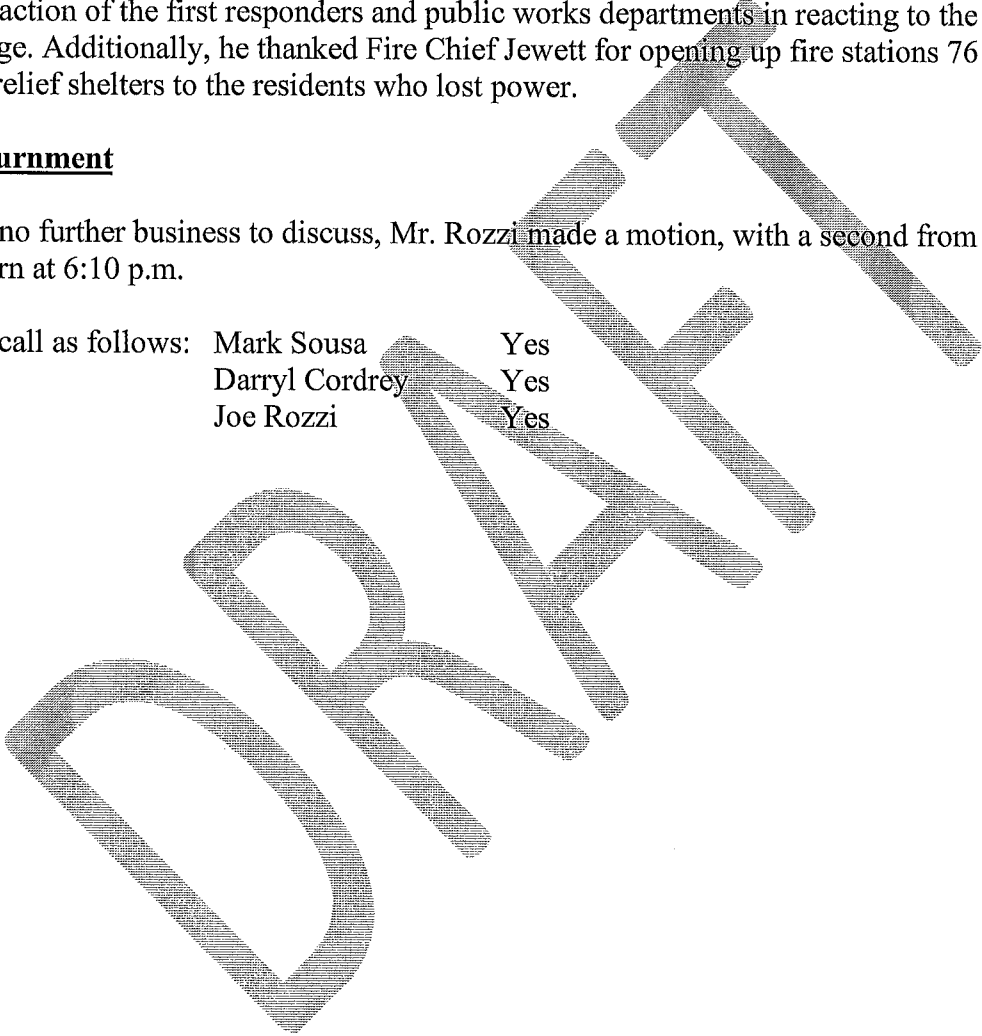 action of the first responders and public works departments in reacting to the
ge. Additionally, he thanked Fire Chief Jewett for opening up fire stations 76
relief shelters to the residents who lost power.
urnment
no further business to discuss, Mr. Rozzi made a motion, with a second from
rn at 6:10 p.m.
call as follows: Mark Sousa Yes
Darryl Cordrey Yes
Joe Rozzi Yes
DRAFT